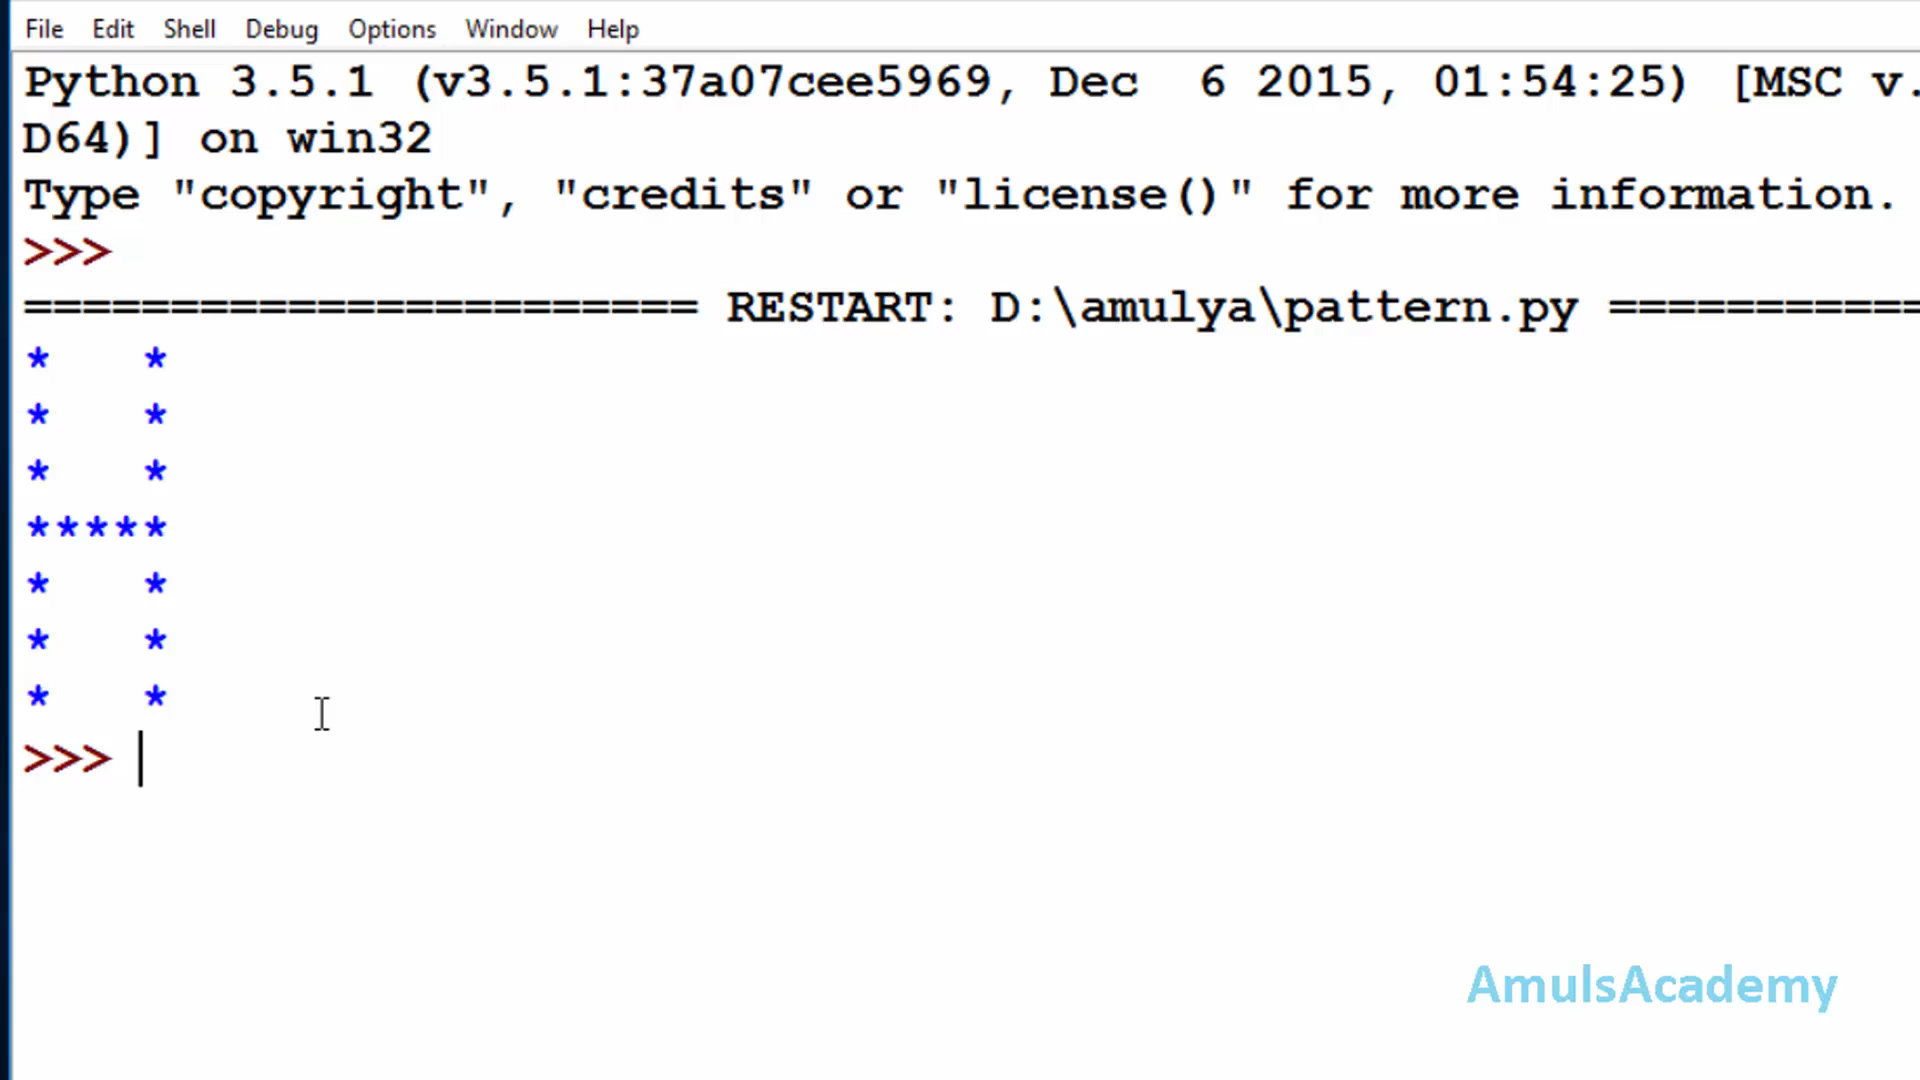 File Edit Shell Debug Options Window Help
Python 3.5.1 (v3.5.1:37a07cee5969, Dec  6 2015, 01:54:25) [MSC v.
D64)] on win32
Type "copyright", "credits" or "license()" for more information.
>>>
======================= RESTART: D:\amulya\pattern.py ===========
*   *
*   *
*   *
*****
*   *
*   *
*   *
>>>
AmulsAcademy